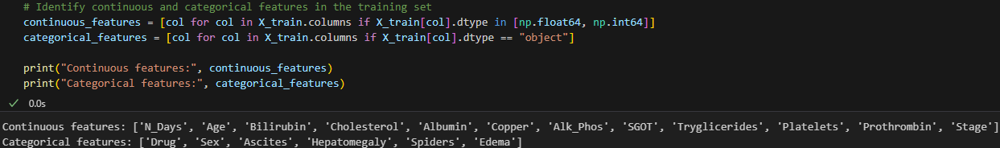 # Identify continuous and categorical features in the training set
continuous_features = [col for col in X_train.columns if X_train[col].dtype in [np.float64, np.int64]]
categorical_features = [col for col in X_train.columns if X_train[col].dtype == "object"]
print("Continuous features:", continuous_features)
print("Categorical features:", categorical_features)
0.0s
Continuous features: ['N_Days', 'Age', 'Bilirubin', 'Cholesterol', 'Albumin', 'Copper', 'Alk_Phos', 'SGOT', 'Tryglicerides', 'Platelets', 'Prothrombin', 'Stage']
Categorical features: ['Drug', 'Sex', 'Ascites', 'Hepatomegaly', 'Spiders', 'Edema']